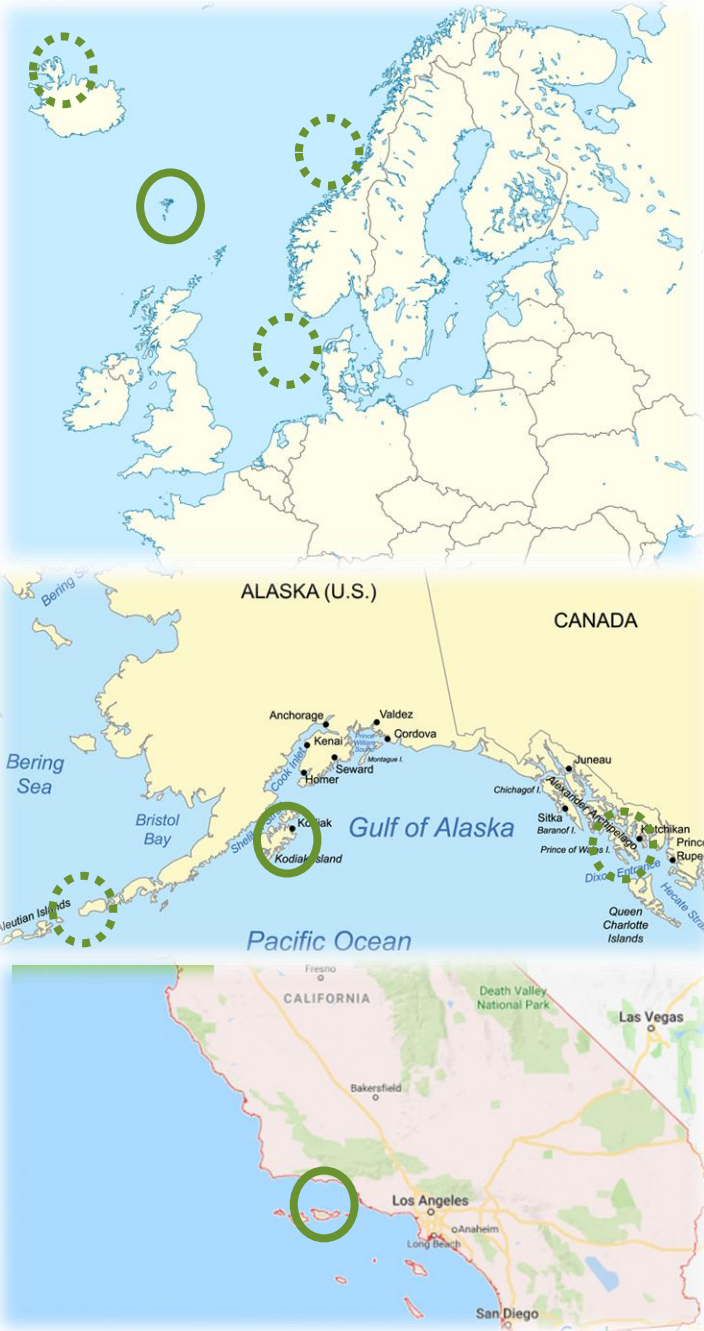 Bering
ALASKA (U.S.)
CANADA
Anchorage
Valdez
Kenai
Prince
William
Sound
Cordova
Montague I.
Cook Inlet
Seward
Homer
Juneau
Bering
Sea
Chichagof I.
Alexander Archipelago
Sitka
Baranof I.
Bristol
Bay
Kodiak
Gulf of Alaska
Ketchikan
Prince of Wales I.
Kodiak Island
Dixon Entrance
Hecate
Aleutian Islands
Queen
Charlotte
Islands
Pacific Ocean
Fresno
CALIFORNIA
Death Valley
National Park
Las Vegas
Bakersfield
Los Angeles
Anaheim
Long Beach
San Diego